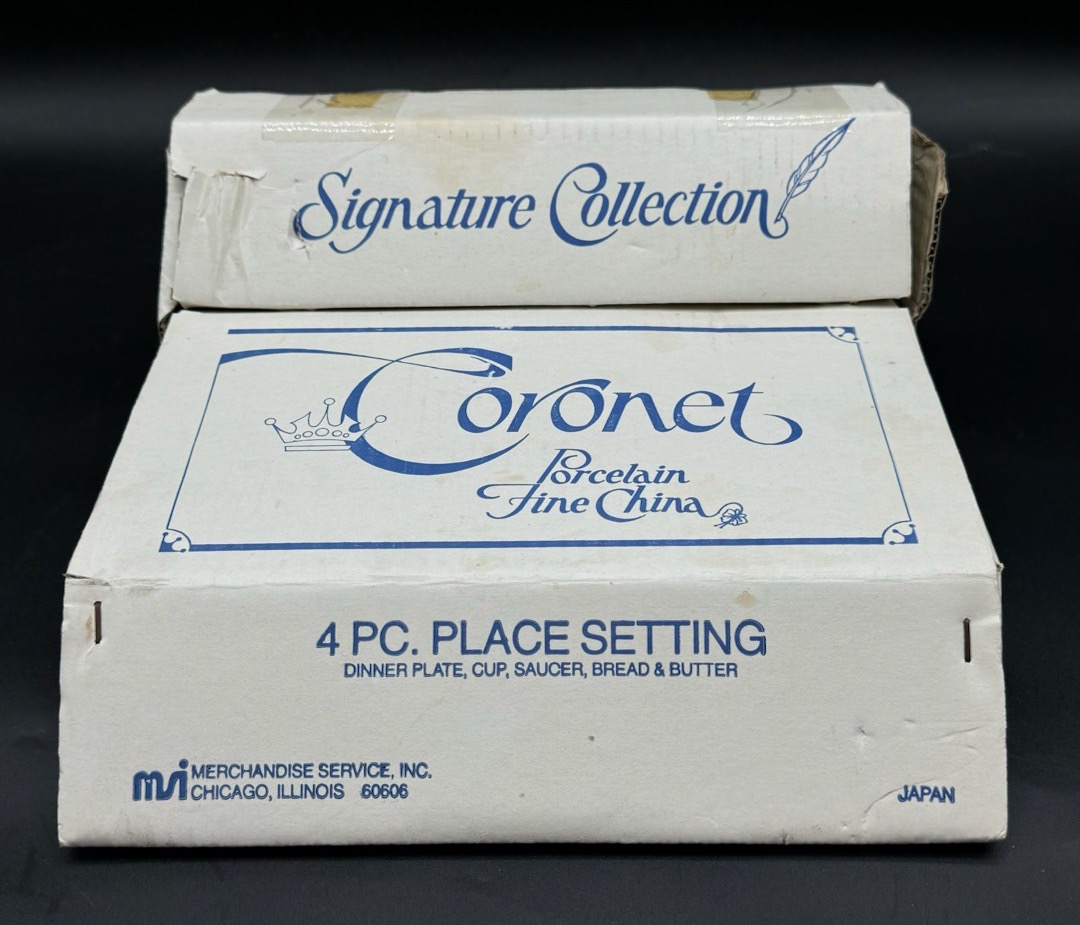 Signature Collection
Coronet
Porcelain
Fine China
4 PC. PLACE SETTING
DINNER PLATE, CUP, SAUCER, BREAD & BUTTER
msi MERCHANDISE SERVICE, INC.
CHICAGO, ILLINOIS 60606
JAPAN